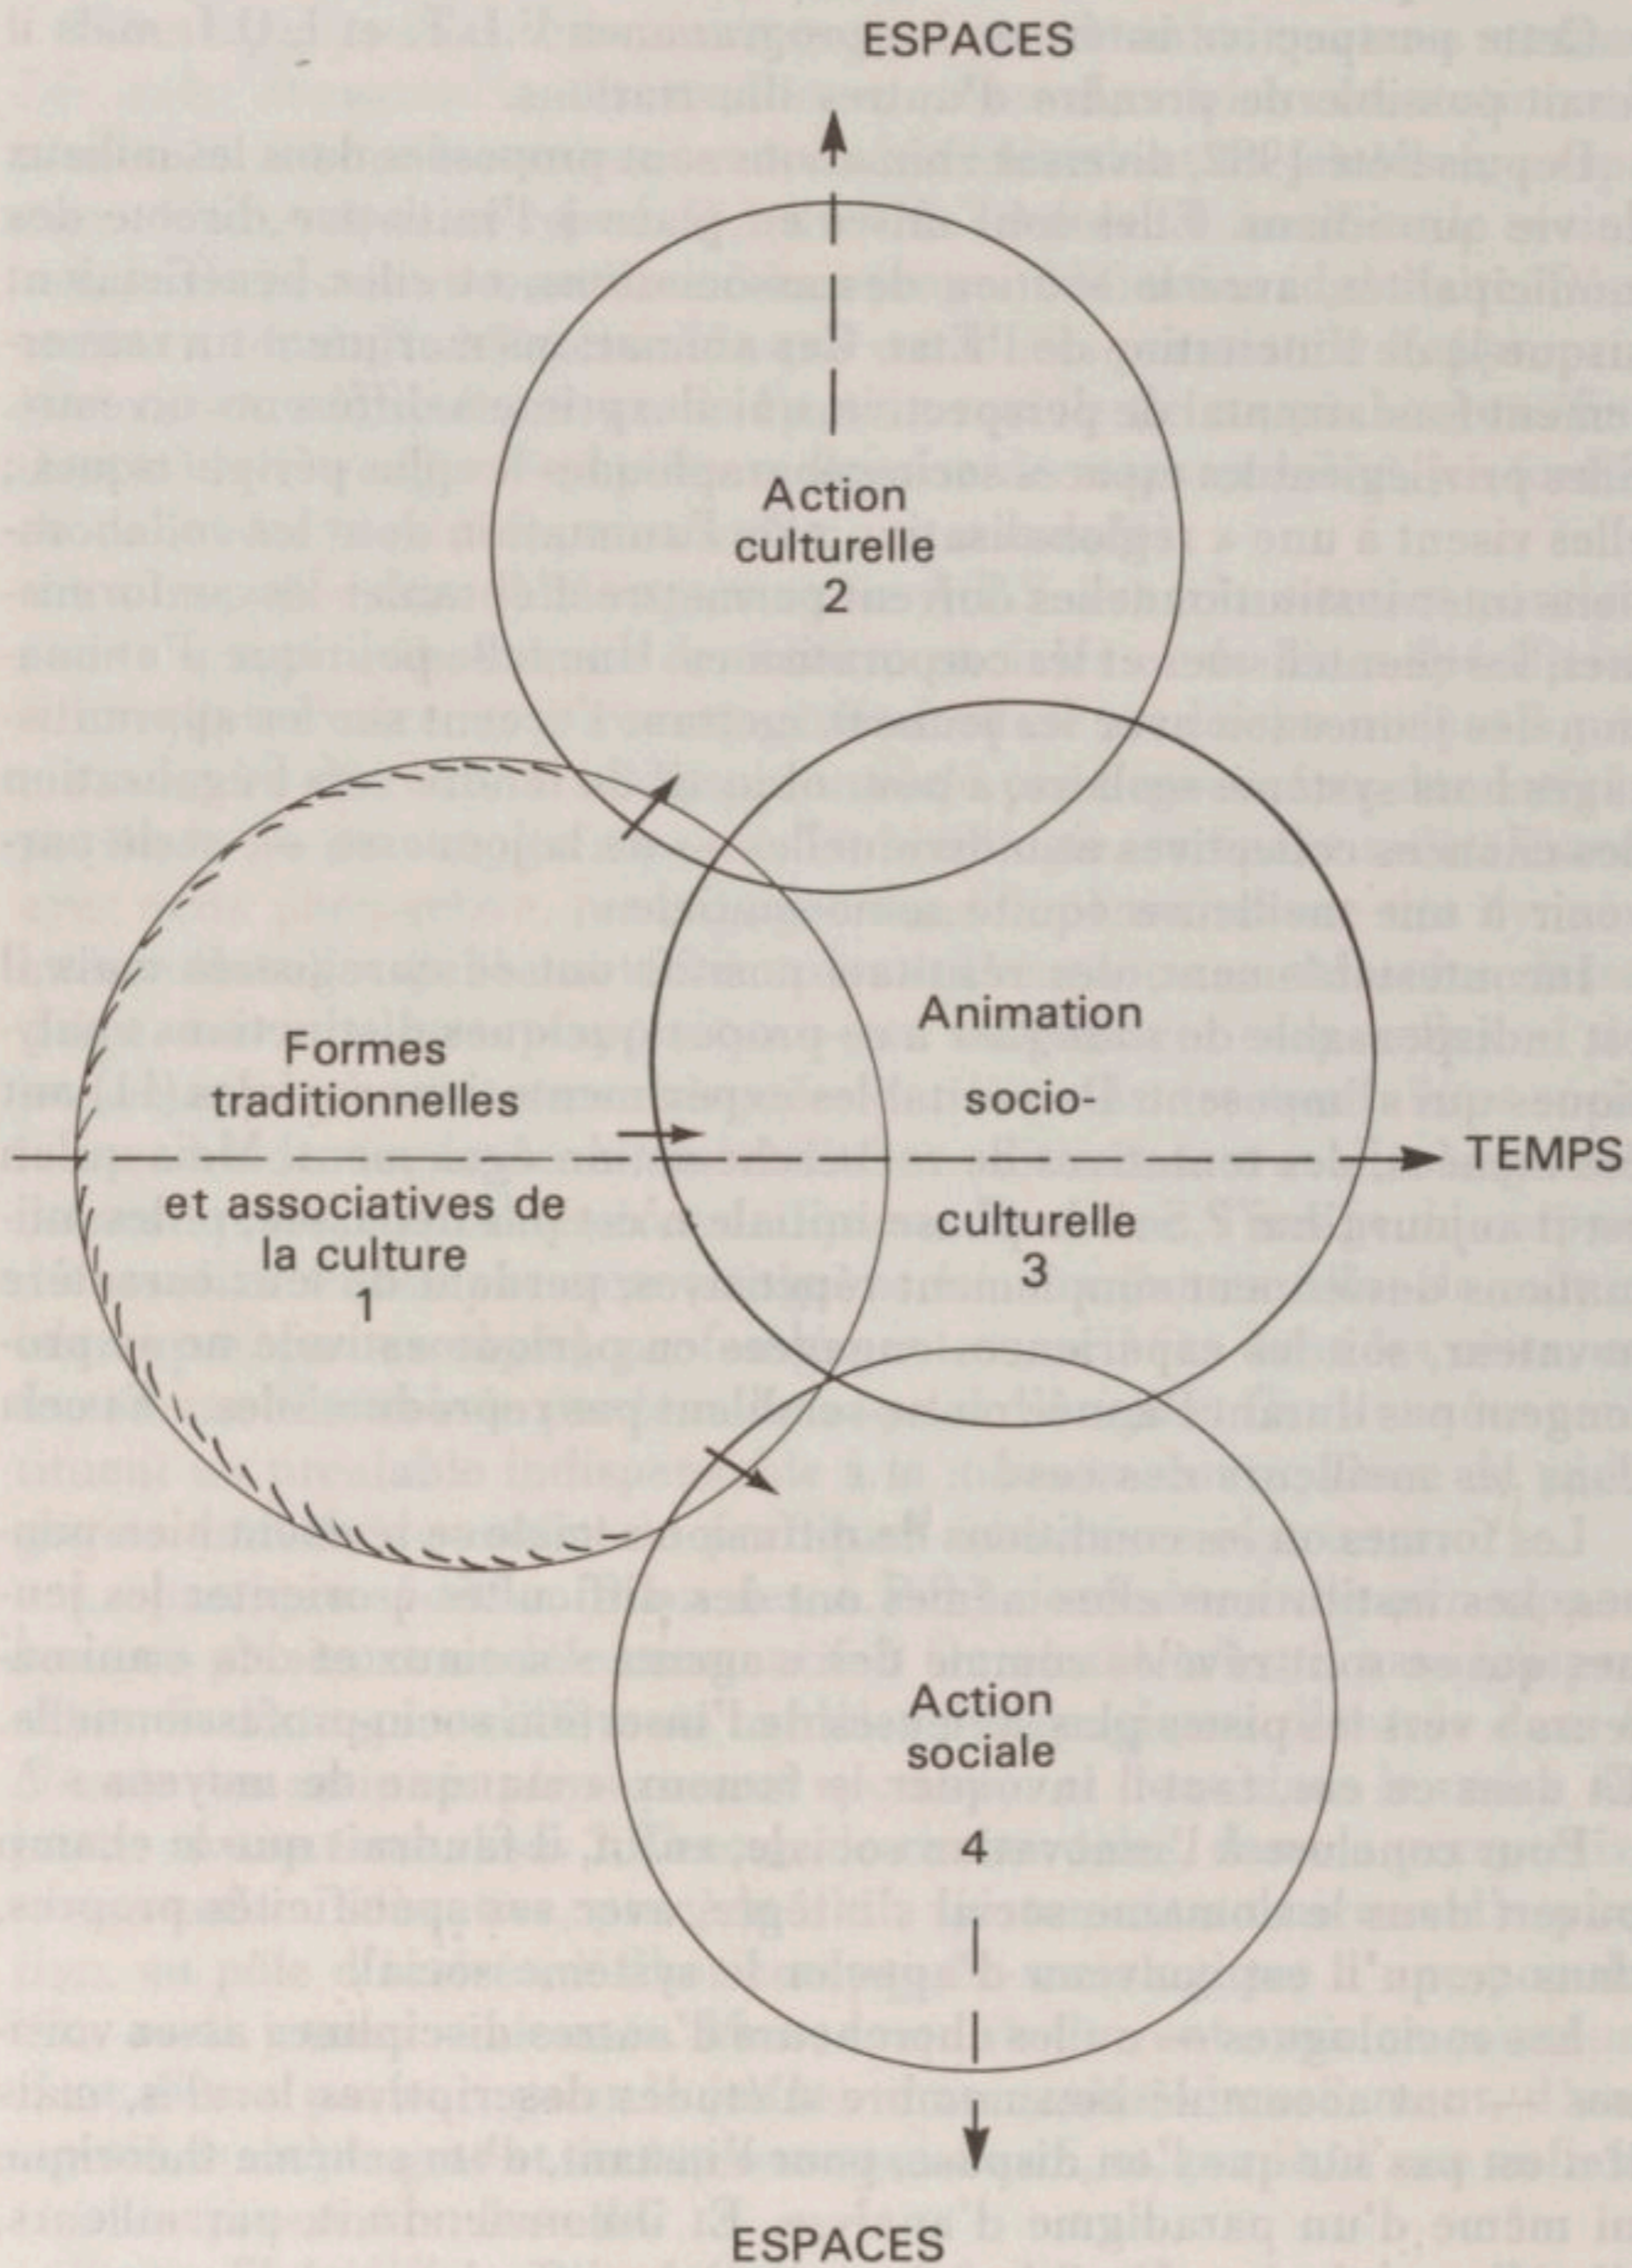 ESPACES
Action
culturelle
2
Formes
traditionnelles
et associatives de
la culture
1
Animation
socio-
culturelle
3
TEMPS
Action
sociale
4
ESPACES